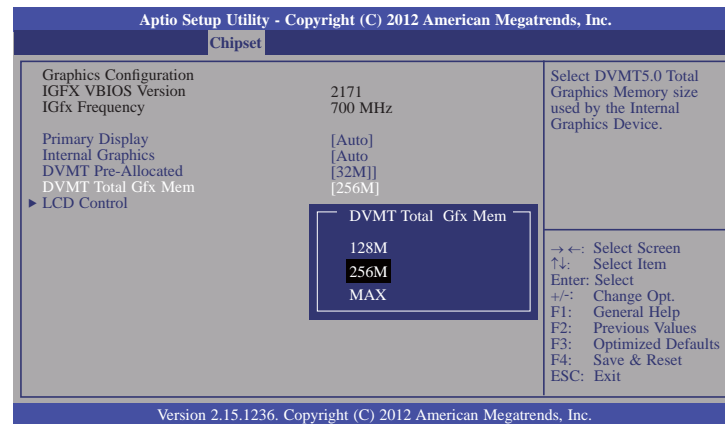 Aptio Setup Utility - Copyright (C) 2012 American Megatrends, Inc.
Chipset
Graphics Configuration
IGFX VBIOS Version 2171
IGfx Frequency 700 MHz
Primary Display [Auto]
Internal Graphics [Auto
DVMT Pre-Allocated [32M]]
DVMT Total Gfx Mem [256M]
▶ LCD Control
DVMT Total Gfx Mem
128M
256M
MAX
Select DVMT5.0 Total
Graphics Memory size
used by the Internal
Graphics Device.
→←: Select Screen
↑↓: Select Item
Enter: Select
+/-: Change Opt.
F1: General Help
F2: Previous Values
F3: Optimized Defaults
F4: Save & Reset
ESC: Exit
Version 2.15.1236. Copyright (C) 2012 American Megatrends, Inc.